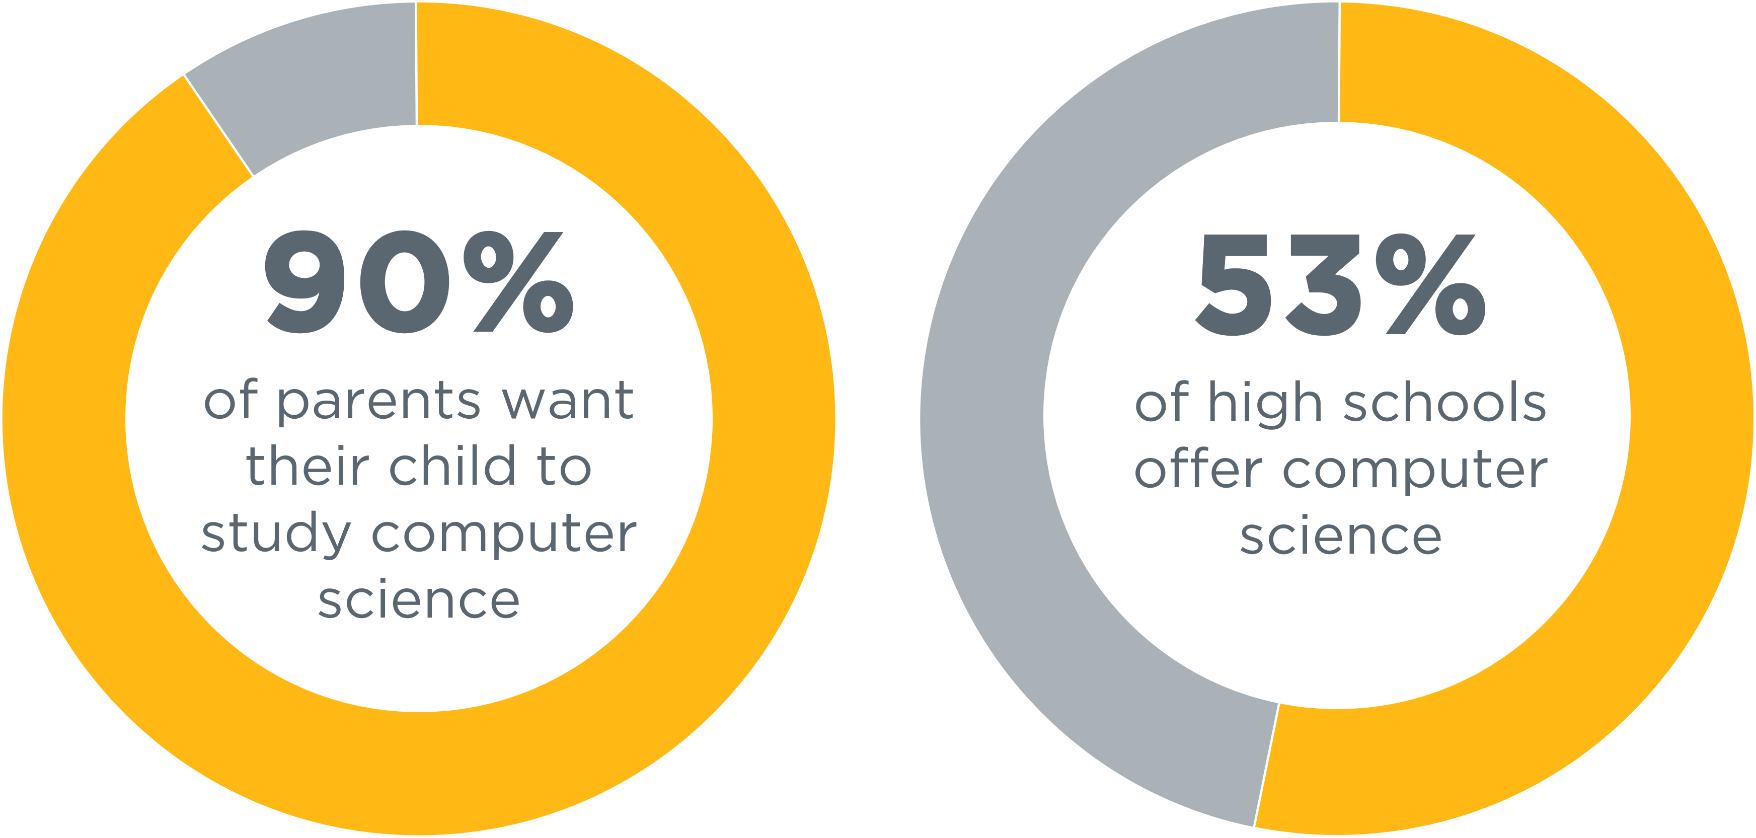 90%
of parents want
their child to
study computer
science
53%
of high schools
offer computer
science